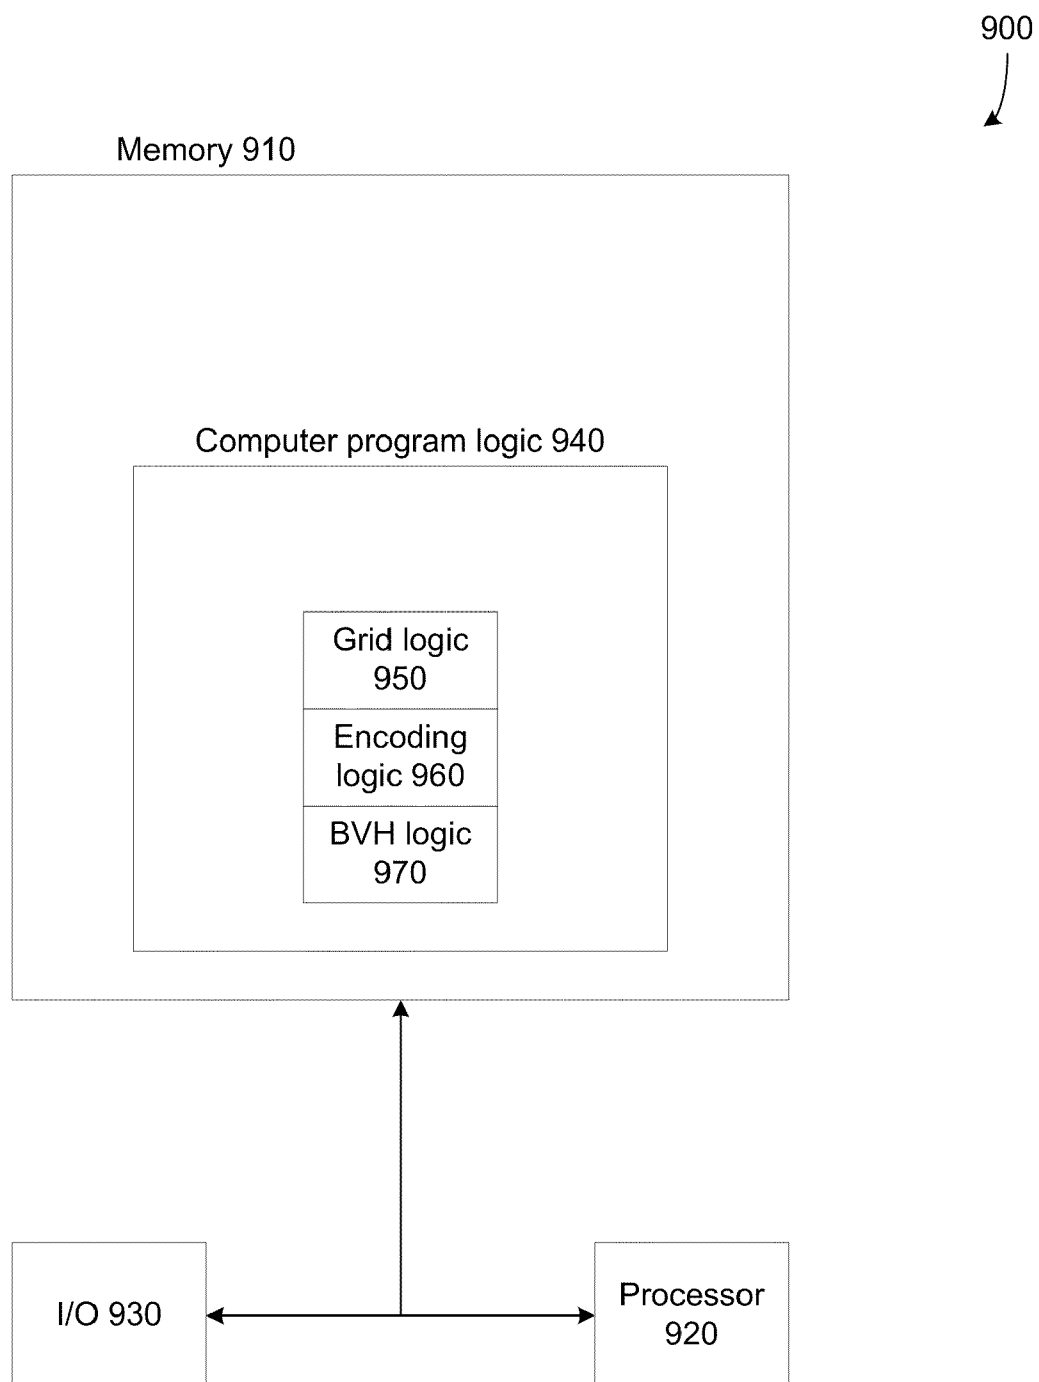 900
Memory 910
Computer program logic 940
Grid logic
950
Encoding
logic 960
BVH logic
970
I/O 930
Processor
920